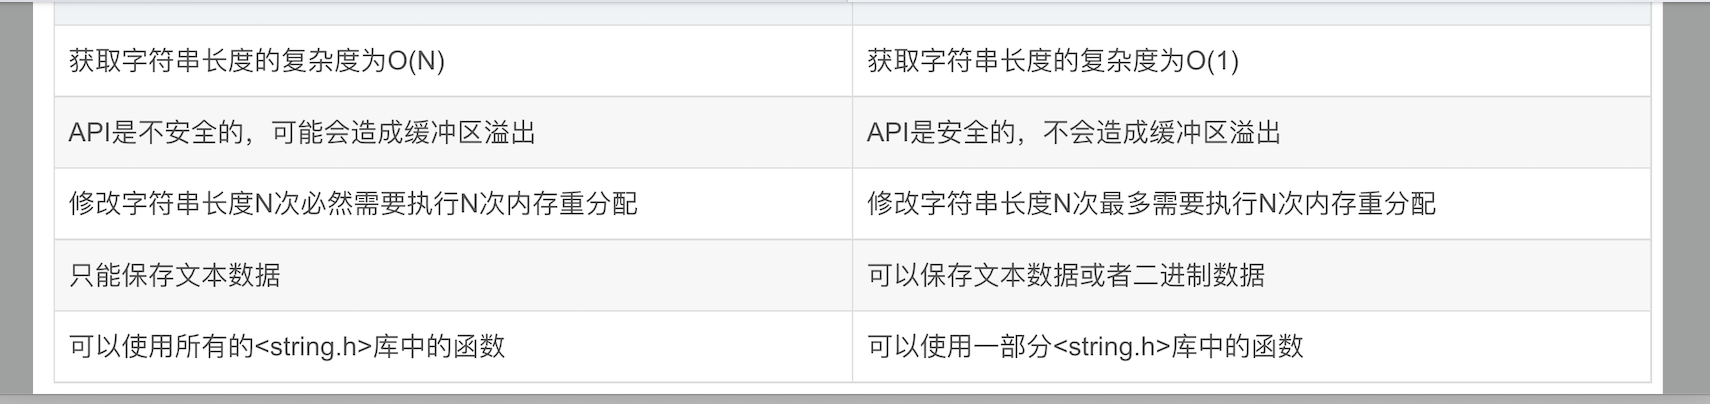 获取字符串长度的复杂度为O(N)
获取字符串长度的复杂度为O(1)
API是不安全的，可能会造成缓冲区溢出
API是安全的，不会造成缓冲区溢出
修改字符串长度N次必然需要执行N次内存重分配
修改字符串长度N次最多需要执行N次内存重分配
只能保存文本数据
可以保存文本数据或者二进制数据
可以使用所有的<string.h>库中的函数
可以使用一部分<string.h>库中的函数